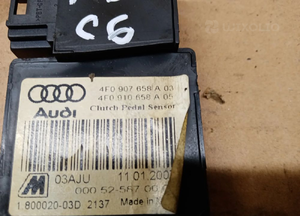 C6
4F0 907 658 A 03
4F0 910 658 A 05
Clutch Pedal Sensor
Audi
03AJU 11 01 200
000 52-587 00
1 800020-03D 2137 Made in